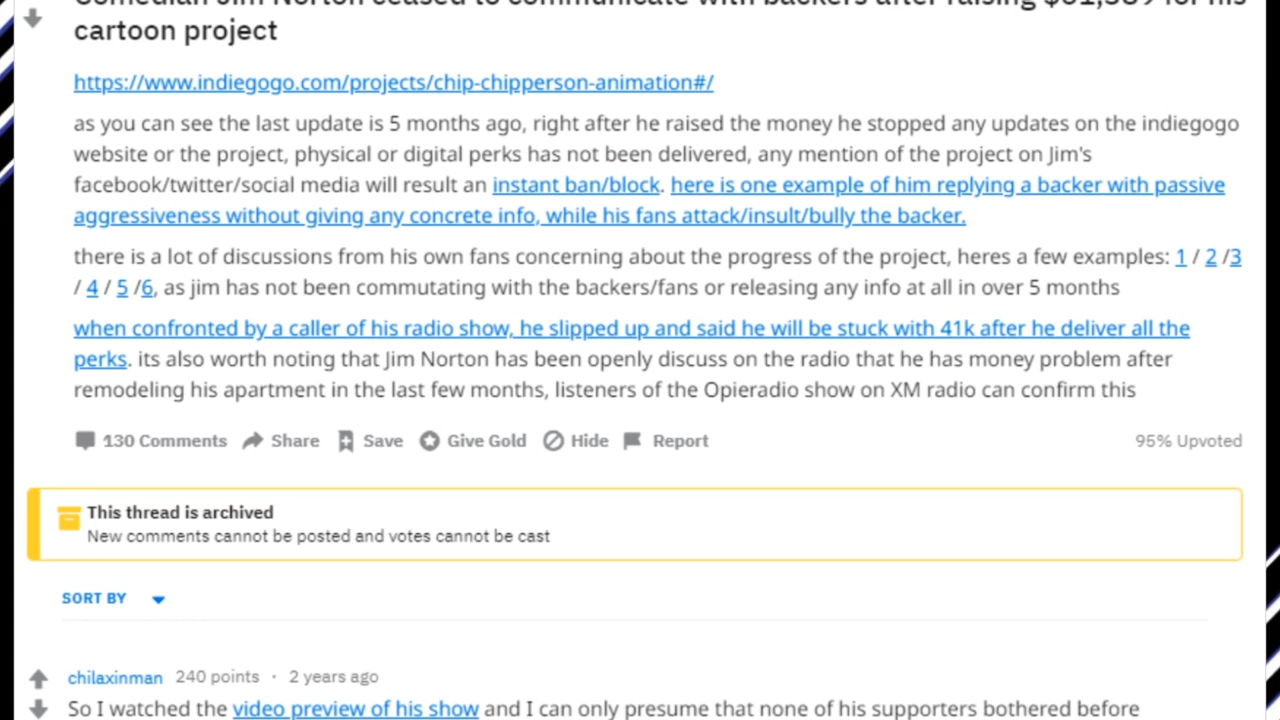 Comedian Jim Norton ceased to communicate with backers after raising for his
cartoon project
https://www.indiegogo.com/projects/chip-chipperson-animation#/
as you can see the last update is 5 months ago, right after he raised the money he stopped any updates on the indiegogo
website or the project, physical or digital perks has not been delivered, any mention of the project on Jim's
facebook/twitter/social media will result an instant ban/block. here is one example of him replying a backer with passive
aggressiveness without giving any concrete info, while his fans attack/insult/bully the backer.
there is a lot of discussions from his own fans concerning about the progress of the project, heres a few examples: 1 / 2 /3
/ 4 / 5 /6, as jim has not been commutating with the backers/fans or releasing any info at all in over 5 months
when confronted by a caller of his radio show, he slipped up and said he will be stuck with 41k after he deliver all the
perks. its also worth noting that Jim Norton has been openly discuss on the radio that he has money problem after
remodeling his apartment in the last few months, listeners of the Opieradio show on XM radio can confirm this
130 Comments Share Save Give Gold Hide Report 95% Upvoted
This thread is archived
New comments cannot be posted and votes cannot be cast
SORT BY
chilaxinman 240 points · 2 years ago
So I watched the video preview of his show and I can only presume that none of his supporters bothered before